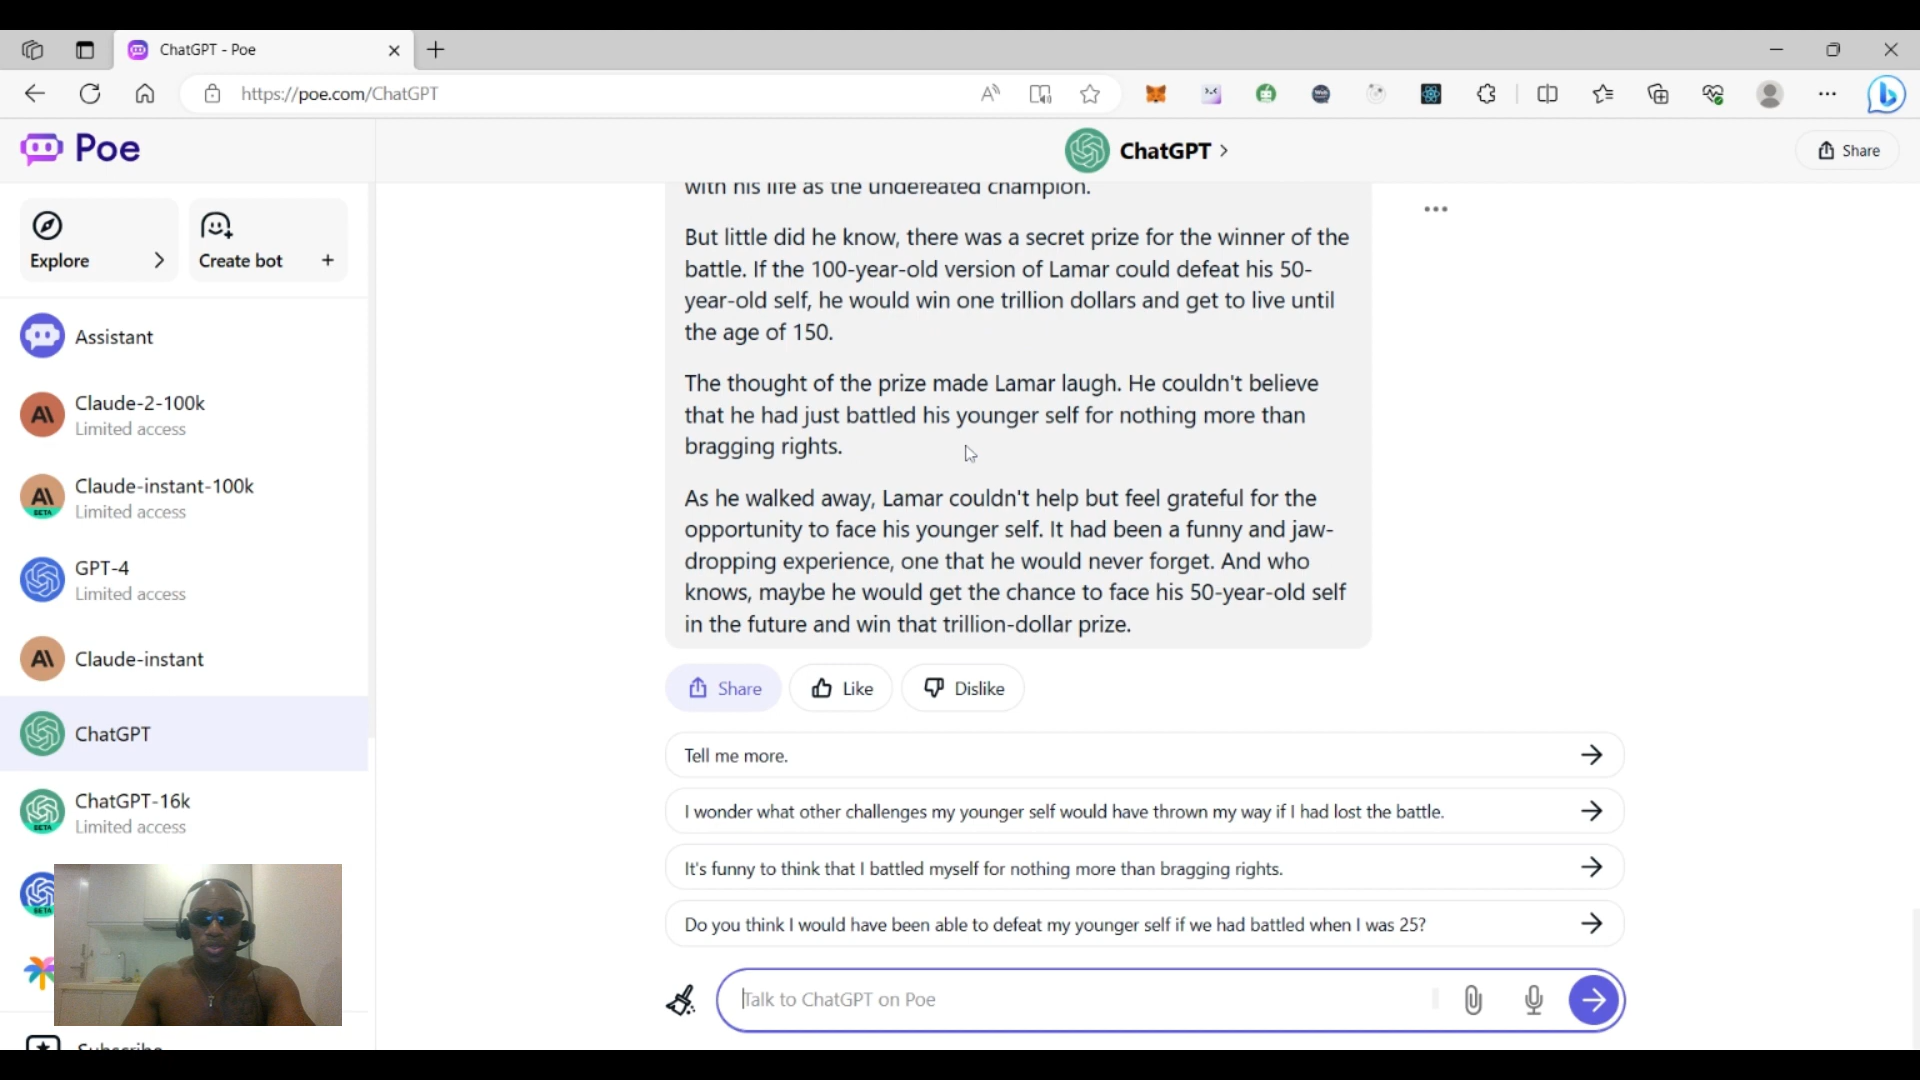 ChatGPT - Poe
https://poe.com/ChatGPT
Poe
ChatGPT
Share
Explore
Create bot +
Assistant
Claude-2-100k
Limited access
Claude-instant-100k
Limited access
BETA
GPT-4
Limited access
Claude-instant
ChatGPT
ChatGPT-16k
Limited access
BETA
BETA
Subscribe
with his life as the undefeated champion.
But little did he know, there was a secret prize for the winner of the
battle. If the 100-year-old version of Lamar could defeat his 50-
year-old self, he would win one trillion dollars and get to live until
the age of 150.
The thought of the prize made Lamar laugh. He couldn't believe
that he had just battled his younger self for nothing more than
bragging rights.
As he walked away, Lamar couldn't help but feel grateful for the
opportunity to face his younger self. It had been a funny and jaw-
dropping experience, one that he would never forget. And who
knows, maybe he would get the chance to face his 50-year-old self
in the future and win that trillion-dollar prize.
Share
Like
Dislike
Tell me more.
I wonder what other challenges my younger self would have thrown my way if I had lost the battle.
It's funny to think that I battled myself for nothing more than bragging rights.
Do you think I would have been able to defeat my younger self if we had battled when I was 25?
Talk to ChatGPT on Poe